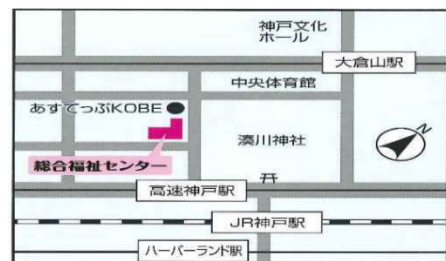 神戸文化
ホール
大倉山駅
中央体育館
あすてっぷKOBE
湊川神社
N
総合福祉センター
高速神戸駅
JR神戸駅
ハーバーランド駅